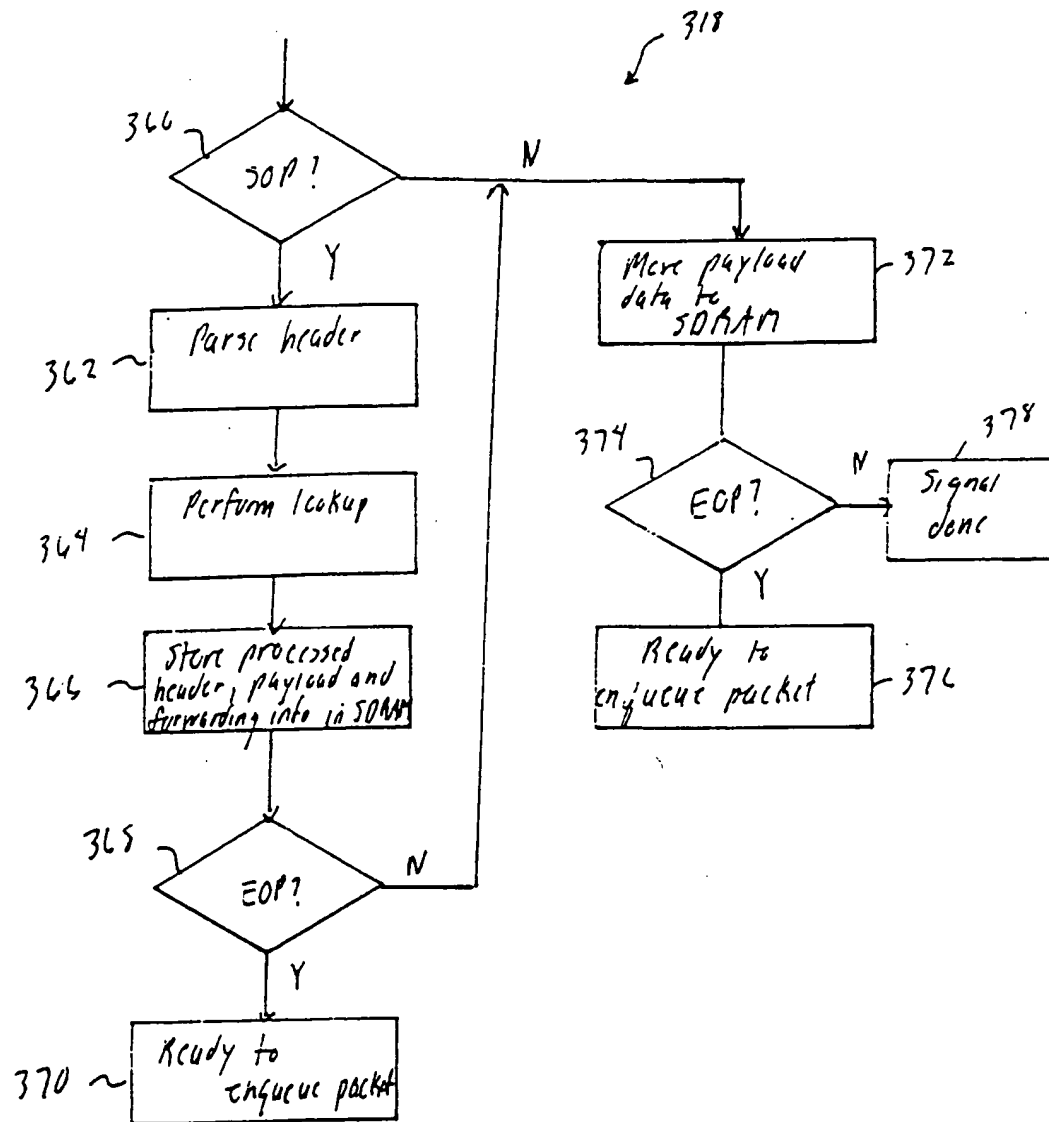 318
366
SOP?
N
Y
Move payload
data to
SDRAM
372
Parse header
362
374
EOP?
N
378
Signal
done
Perform lookup
364
Y
Store processed
header, payload and
forwarding info in SDRAM
366
Ready to
enqueue packet
376
368
EOP?
N
Y
Ready to
enqueue packet
370